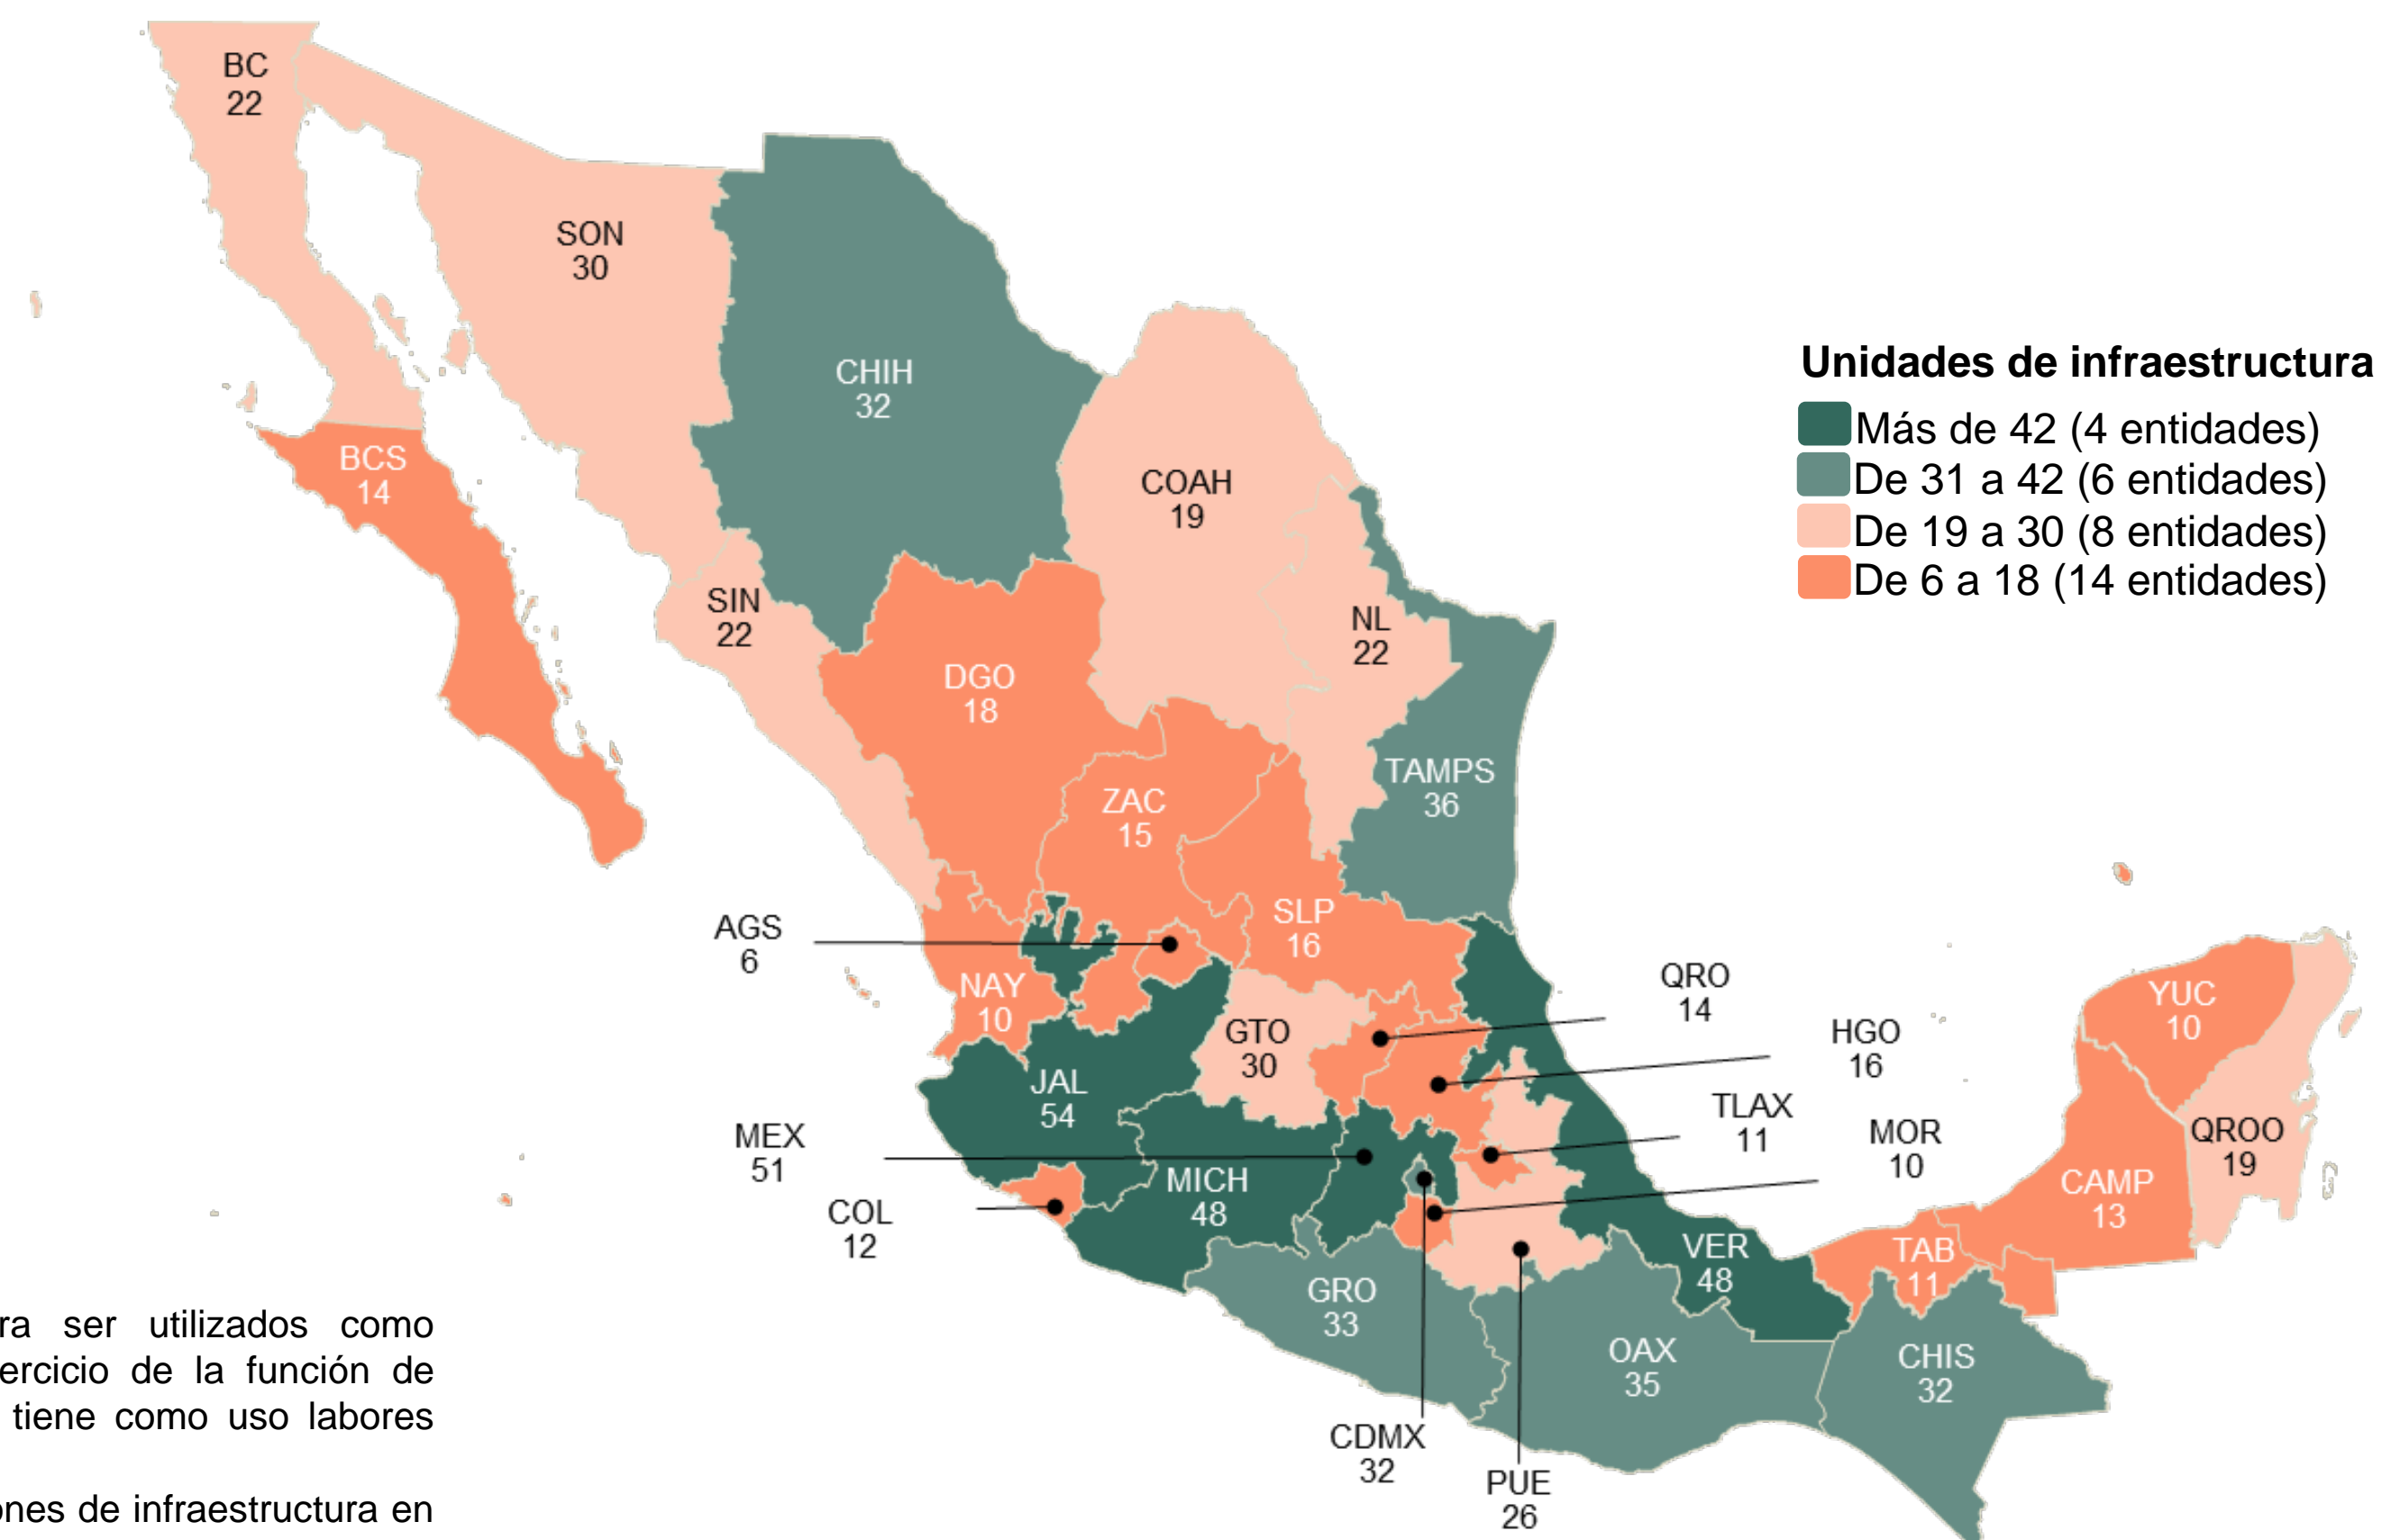 BC
22
SON
30
CHIH
32
Unidades de infraestructura
Más de 42 (4 entidades)
De 31 a 42 (6 entidades)
De 19 a 30 (8 entidades)
De 6 a 18 (14 entidades)
BCS
14
COAH
19
SIN
22
NL
22
DGO
18
TAMPS
36
ZAC
15
SLP
16
AGS
6
NAY
10
QRO
14
YUC
10
GTO
30
HGO
16
JAL
54
TLAX
11
MEX
51
MOR
10
QROO
19
MICH
48
CAMP
13
COL
12
VER
48
TAB
11
GRO
33
OAX
35
CHIS
32
CDMX
32
PUE
26
ra ser utilizados como
ercicio de la función de
tiene como uso labores
ones de infraestructura en